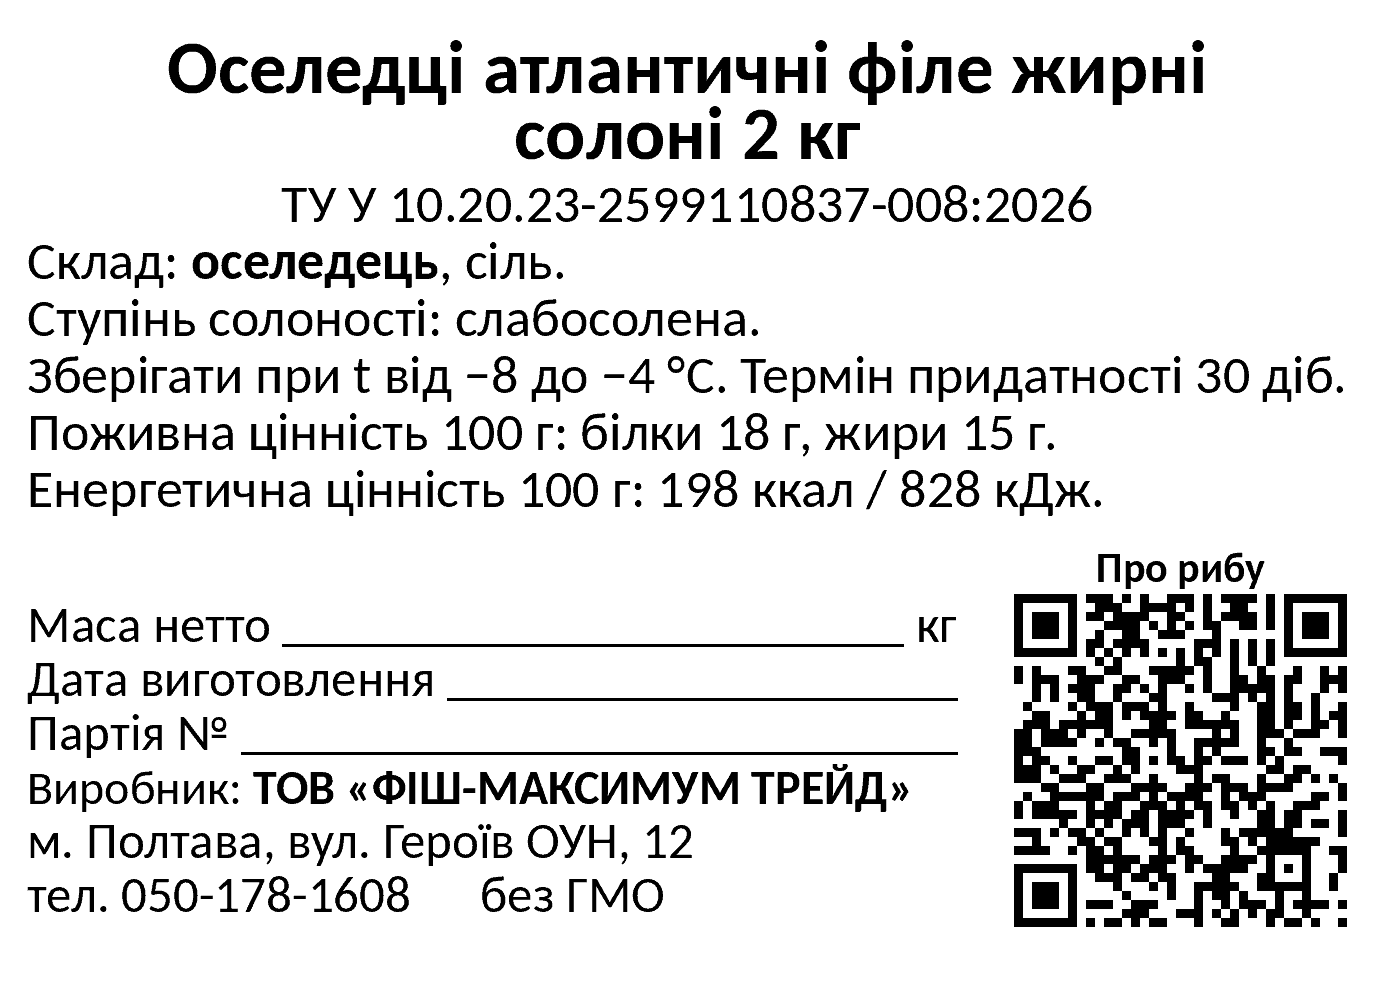 Оселедці атлантичні філе жирні
солоні 2 кг
ТУ У 10.20.23-2599110837-008:2026
Склад: оселедець, сіль.
Ступінь солоності: слабосолена.
Зберігати при t від −8 до −4 °С. Термін придатності 30 діб.
Поживна цінність 100 г: білки 18 г, жири 15 г.
Енергетична цінність 100 г: 198 ккал / 828 кДж.
Про рибу
Маса нетто ______________________ кг
Дата виготовлення __________________
Партія № _________________________
Виробник: ТОВ «ФІШ-МАКСИМУМ ТРЕЙД»
м. Полтава, вул. Героїв ОУН, 12
тел. 050-178-1608 без ГМО